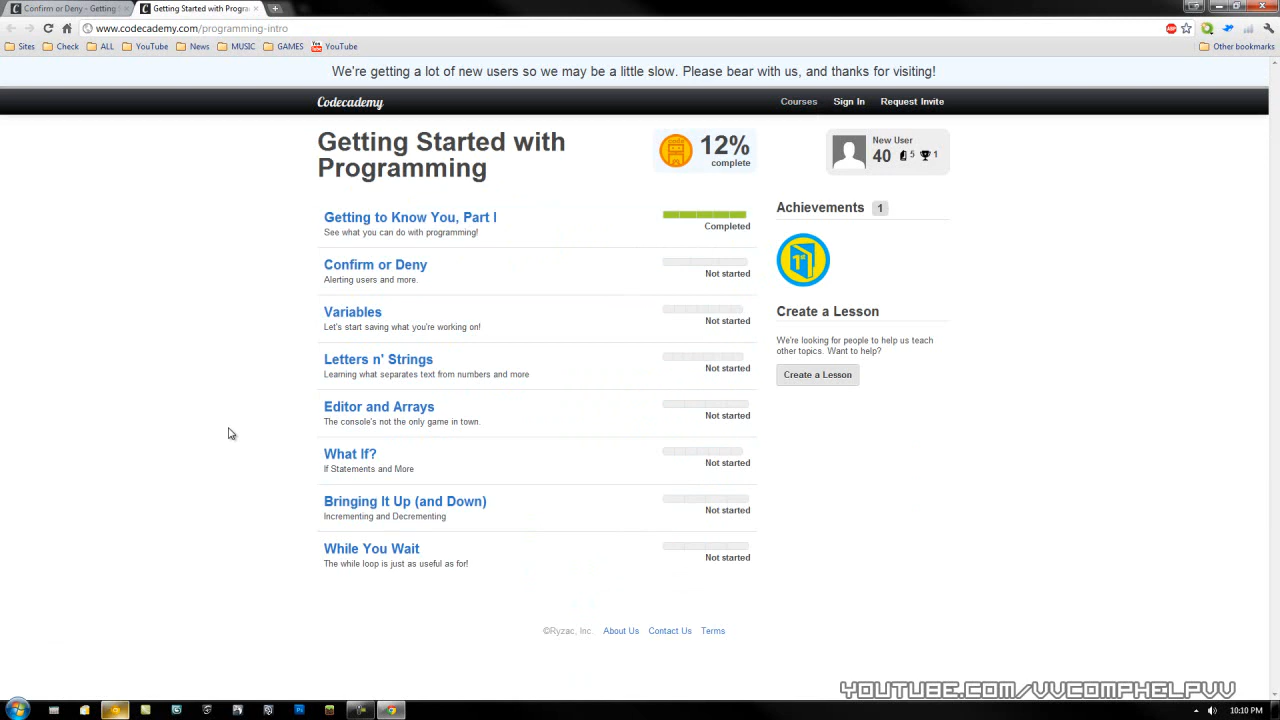 Confirm or Deny - Getting
Getting Started with Progra
www.codecademy.com/programming-intro
Sites
Check
ALL
YouTube
News
MUSIC
GAMES
YouTube
Other bookmarks
We're getting a lot of new users so we may be a little slow. Please bear with us, and thanks for visiting!
Codecademy
Courses
Sign In
Request Invite
Getting Started with
Programming
12%
complete
New User
40
5
1
Getting to Know You, Part I
See what you can do with programming!
Completed
Confirm or Deny
Alerting users and more.
Not started
Variables
Let's start saving what you're working on!
Not started
Letters n' Strings
Learning what separates text from numbers and more
Not started
Editor and Arrays
The console's not the only game in town.
Not started
What If?
If Statements and More
Not started
Bringing It Up (and Down)
Incrementing and Decrementing
Not started
While You Wait
The while loop is just as useful as for!
Not started
Achievements 1
1st
Create a Lesson
We're looking for people to help us teach
other topics. Want to help?
Create a Lesson
©Ryzac, Inc.
About Us
Contact Us
Terms
YOUTUBE.COM/VVCOMPHELPVV
10:10 PM